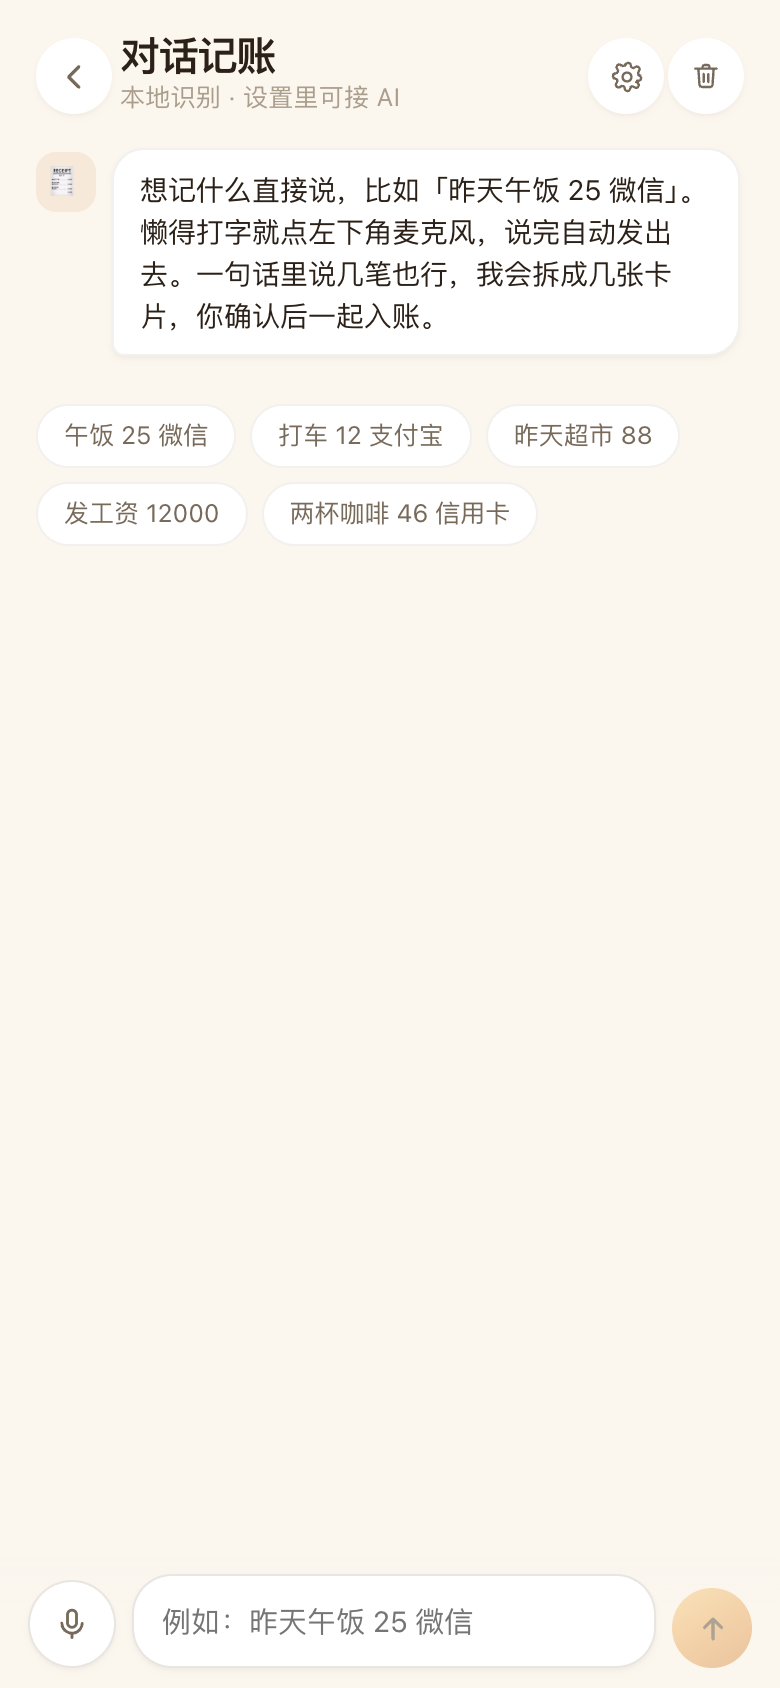 对话记账
本地识别 · 设置里可接 AI
RECEIPT
想记什么直接说，比如「昨天午饭 25 微信」。
懒得打字就点左下角麦克风，说完自动发出
去。一句话里说几笔也行，我会拆成几张卡
片，你确认后一起入账。
午饭 25 微信
打车 12 支付宝
昨天超市 88
发工资 12000
两杯咖啡 46 信用卡
例如：昨天午饭 25 微信